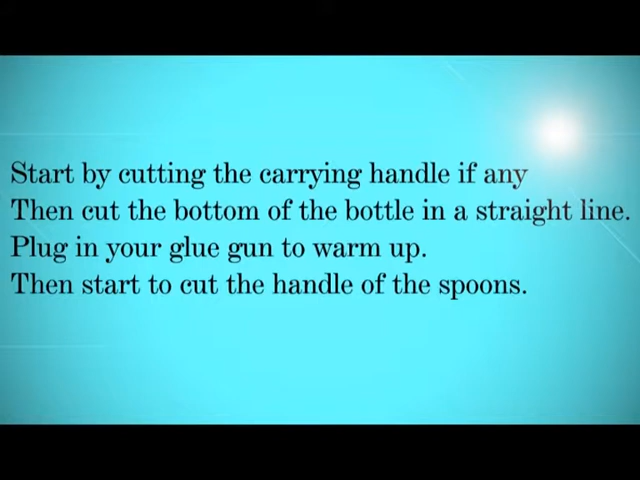 Start by cutting the carrying handle if any
Then cut the bottom of the bottle in a straight line.
Plug in your glue gun to warm up.
Then start to cut the handle of the spoons.